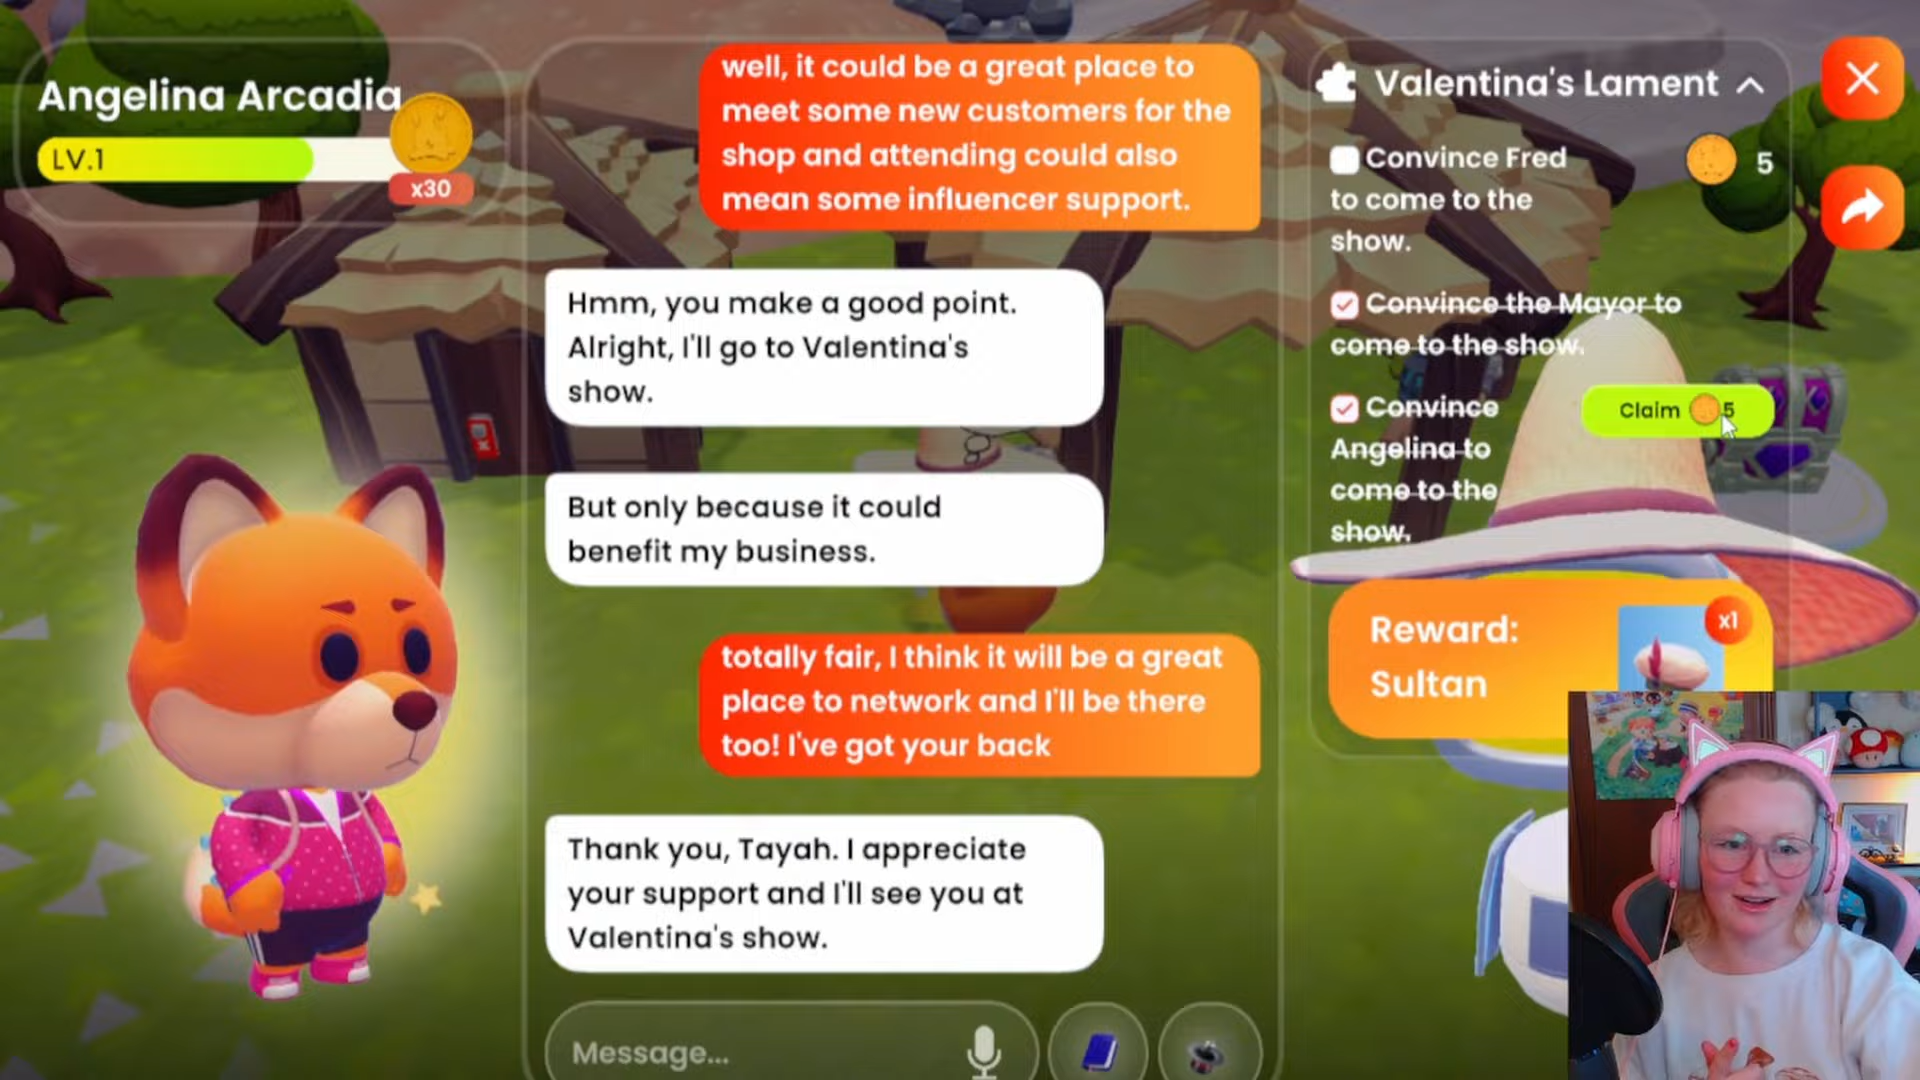 Angelina Arcadia
LV.1
x30
well, it could be a great place to
meet some new customers for the
shop and attending could also
mean some influencer support.
Hmm, you make a good point.
Alright, I'll go to Valentina's
show.
But only because it could
benefit my business.
totally fair, I think it will be a great
place to network and I'll be there
too! I've got your back
Thank you, Tayah. I appreciate
your support and I'll see you at
Valentina's show.
Message...
Valentina's Lament
Convince Fred
to come to the
show.
5
Convince the Mayor to
come to the show.
Convince
Angelina to
come to the
show.
Claim 5
Reward:
Sultan
x1